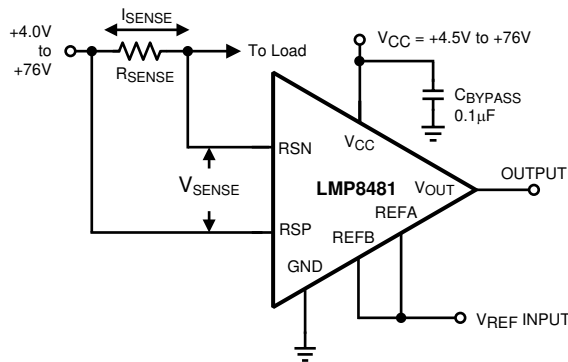 +4.0V
to
+76V
ISENSE
RSENSE
To Load
VCC = +4.5V to +76V
CBYPASS
0.1µF
RSN
VCC
VSENSE
LMP8481
VOUT
OUTPUT
REFA
RSP
REFB
GND
VREF INPUT